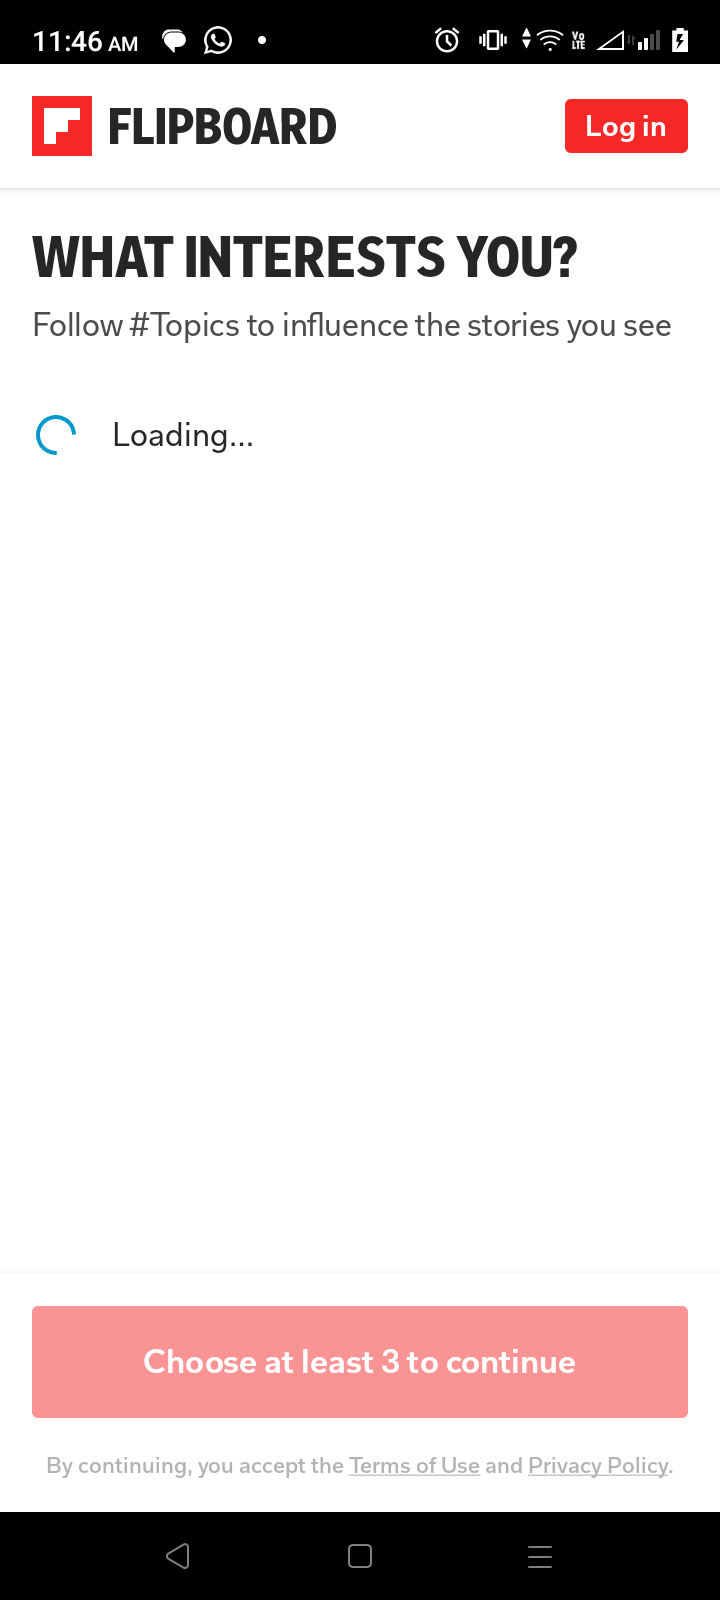 11:46 AM
Vo LTE
FLIPBOARD
Log in
WHAT INTERESTS YOU?
Follow #Topics to influence the stories you see
Loading...
Choose at least 3 to continue
By continuing, you accept the Terms of Use and Privacy Policy.